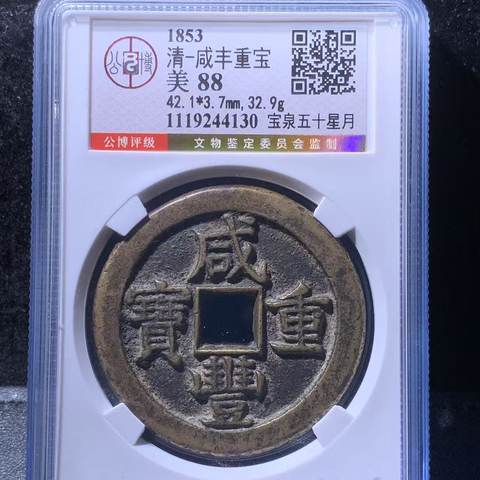 1853
清-咸丰重宝
美 88
42.1*3.7mm,32.9g
1119244130 宝泉五十星月
公博评级 文物鉴定委员会监制
公 博
咸
寶 重
豐